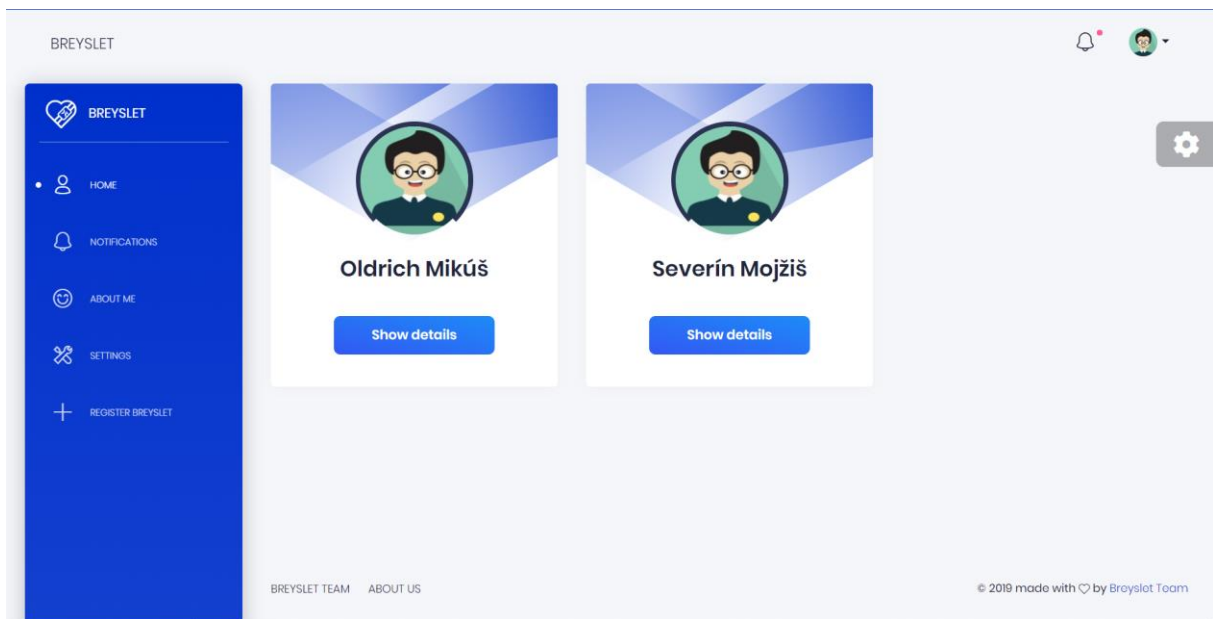 BREYSLET
BREYSLET
HOME
NOTIFICATIONS
ABOUT ME
SETTINGS
REGISTER BREYSLET
Oldrich Mikúš
Show details
Severín Mojžiš
Show details
BREYSLET TEAM ABOUT US
© 2019 made with ♡ by Breyslet Team